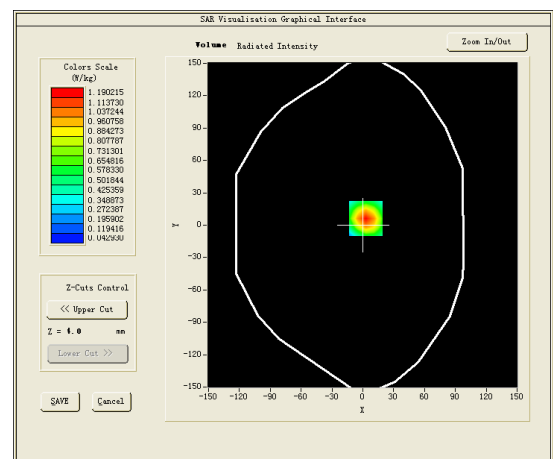 SAR Visualisation Graphical Interface
Volume Radiated Intensity
Zoom In/Out
Colors Scale
(W/kg)
1.190215
1.113730
1.037244
0.960758
0.884273
0.807787
0.731301
0.654816
0.578330
0.501844
0.425359
0.348873
0.272387
0.195902
0.119416
0.042930
150
120
90
60
30
0
-30
-60
-90
-120
-150
Y
-150 -120 -90 -60 -30 0 30 60 90 120 150
X
Z-Cuts Control
<< Upper Cut
Z = 4.0 mm
Lower Cut >>
SAVE Cancel